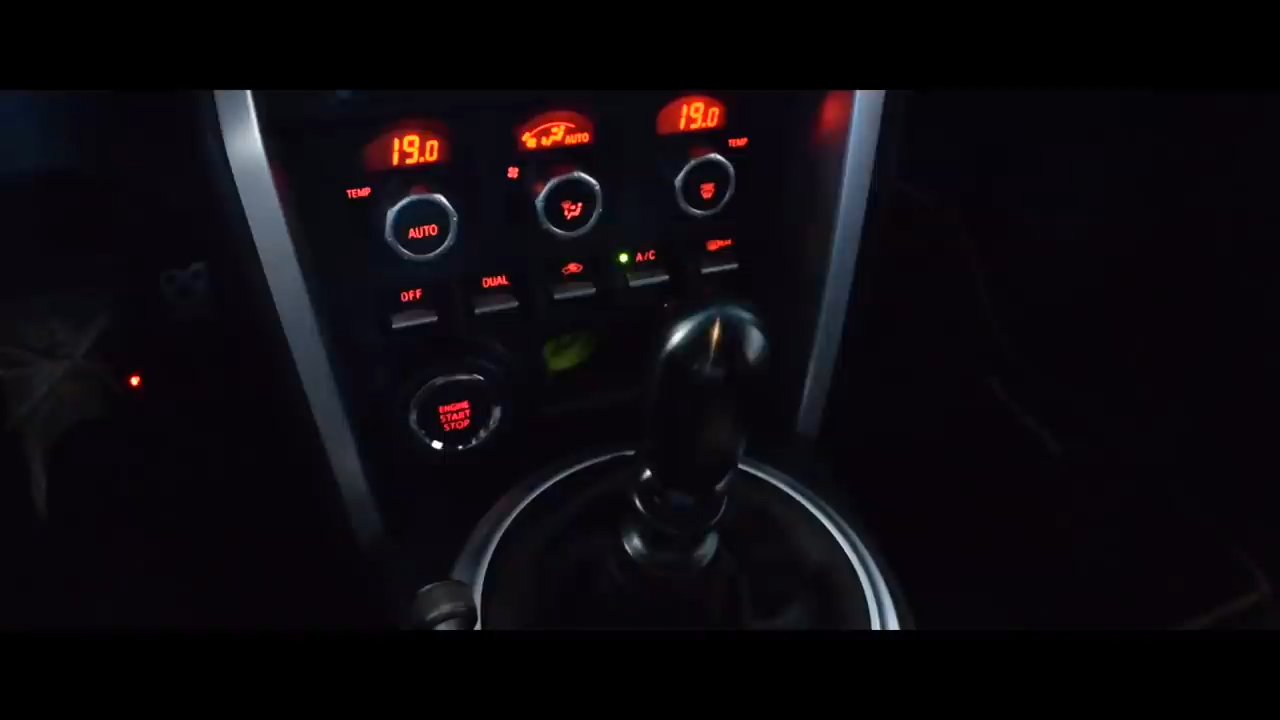 19.0
AUTO
19.0
TEMP
TEMP
AUTO
OFF
DUAL
A/C
ENGINE
START
STOP